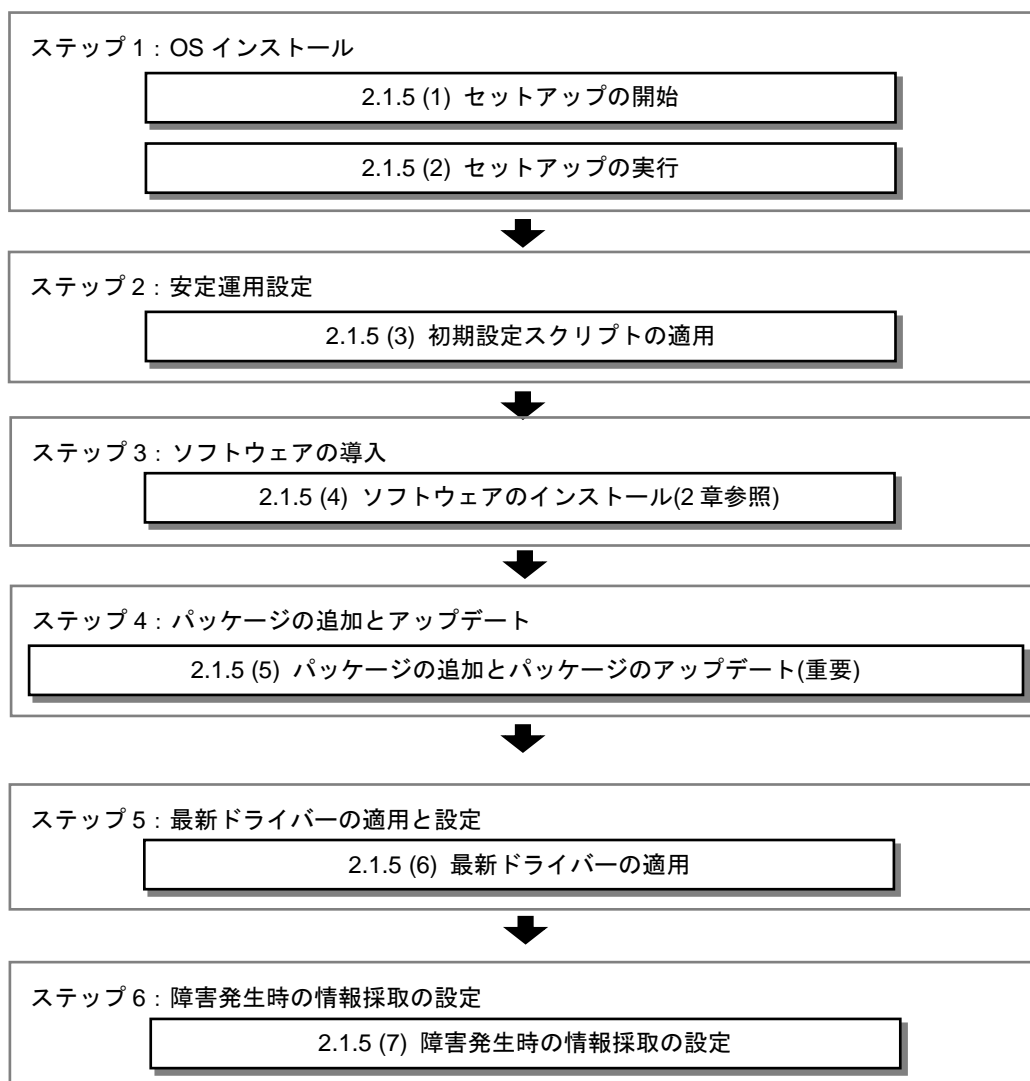 ステップ 1：OS インストール
2.1.5 (1) セットアップの開始
2.1.5 (2) セットアップの実行
ステップ 2：安定運用設定
2.1.5 (3) 初期設定スクリプトの適用
ステップ 3：ソフトウェアの導入
2.1.5 (4) ソフトウェアのインストール(2 章参照)
ステップ 4：パッケージの追加とアップデート
2.1.5 (5) パッケージの追加とパッケージのアップデート(重要)
ステップ 5：最新ドライバーの適用と設定
2.1.5 (6) 最新ドライバーの適用
ステップ 6：障害発生時の情報採取の設定
2.1.5 (7) 障害発生時の情報採取の設定